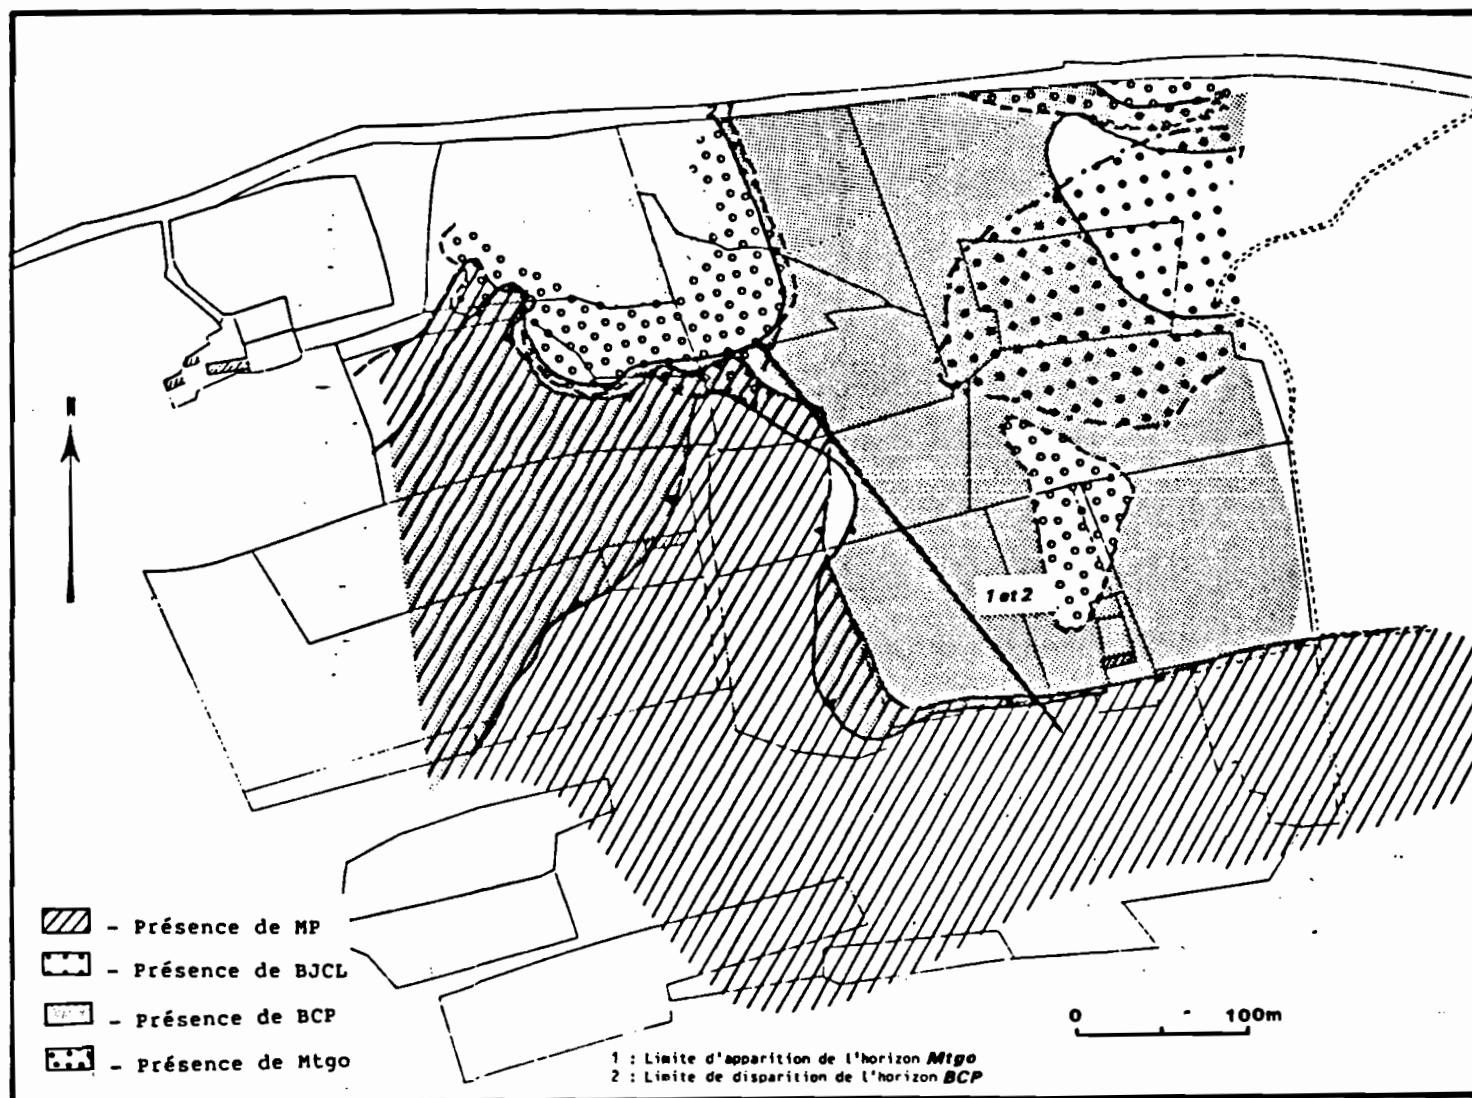 N
1 et 2
- Présence de MP
- Présence de BJCL
- Présence de BCP
- Présence de Mtgo
0 100m
1 : Limite d'apparition de l'horizon Mtgo
2 : Limite de disparition de l'horizon BCP